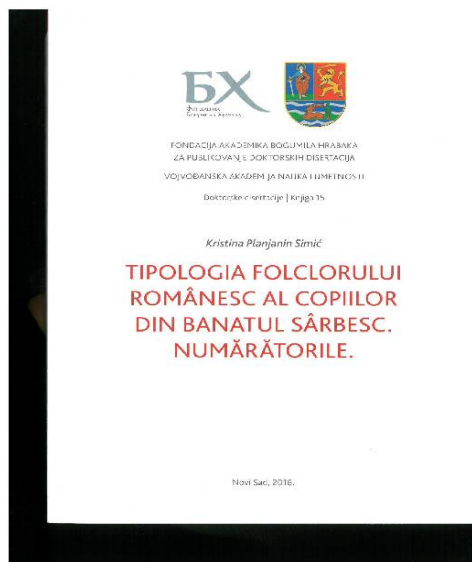 БХ
ФОНДАЦИЈА
FONDACIJA AKADEMIKA BOGUMILA HRABAKA
ZA PUBLIKOVANJE DOKTORSKIH DISERTACIJA
VOJVOĐANSKA AKADEMIJA NAUKA I UMETNOSTI
Doktorske disertacije | Knjiga 15
Kristina Planjanin Simić
TIPOLOGIA FOLCLORULUI
ROMÂNESC AL COPIILOR
DIN BANATUL SÂRBESC.
NUMĂRĂTORILE.
Novi Sad, 2016.